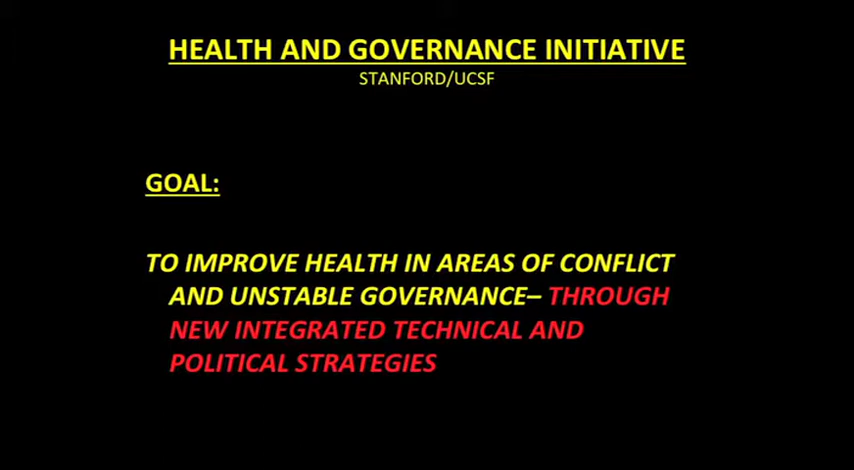 HEALTH AND GOVERNANCE INITIATIVE
STANFORD/UCSF
GOAL:
TO IMPROVE HEALTH IN AREAS OF CONFLICT
AND UNSTABLE GOVERNANCE– THROUGH
NEW INTEGRATED TECHNICAL AND
POLITICAL STRATEGIES